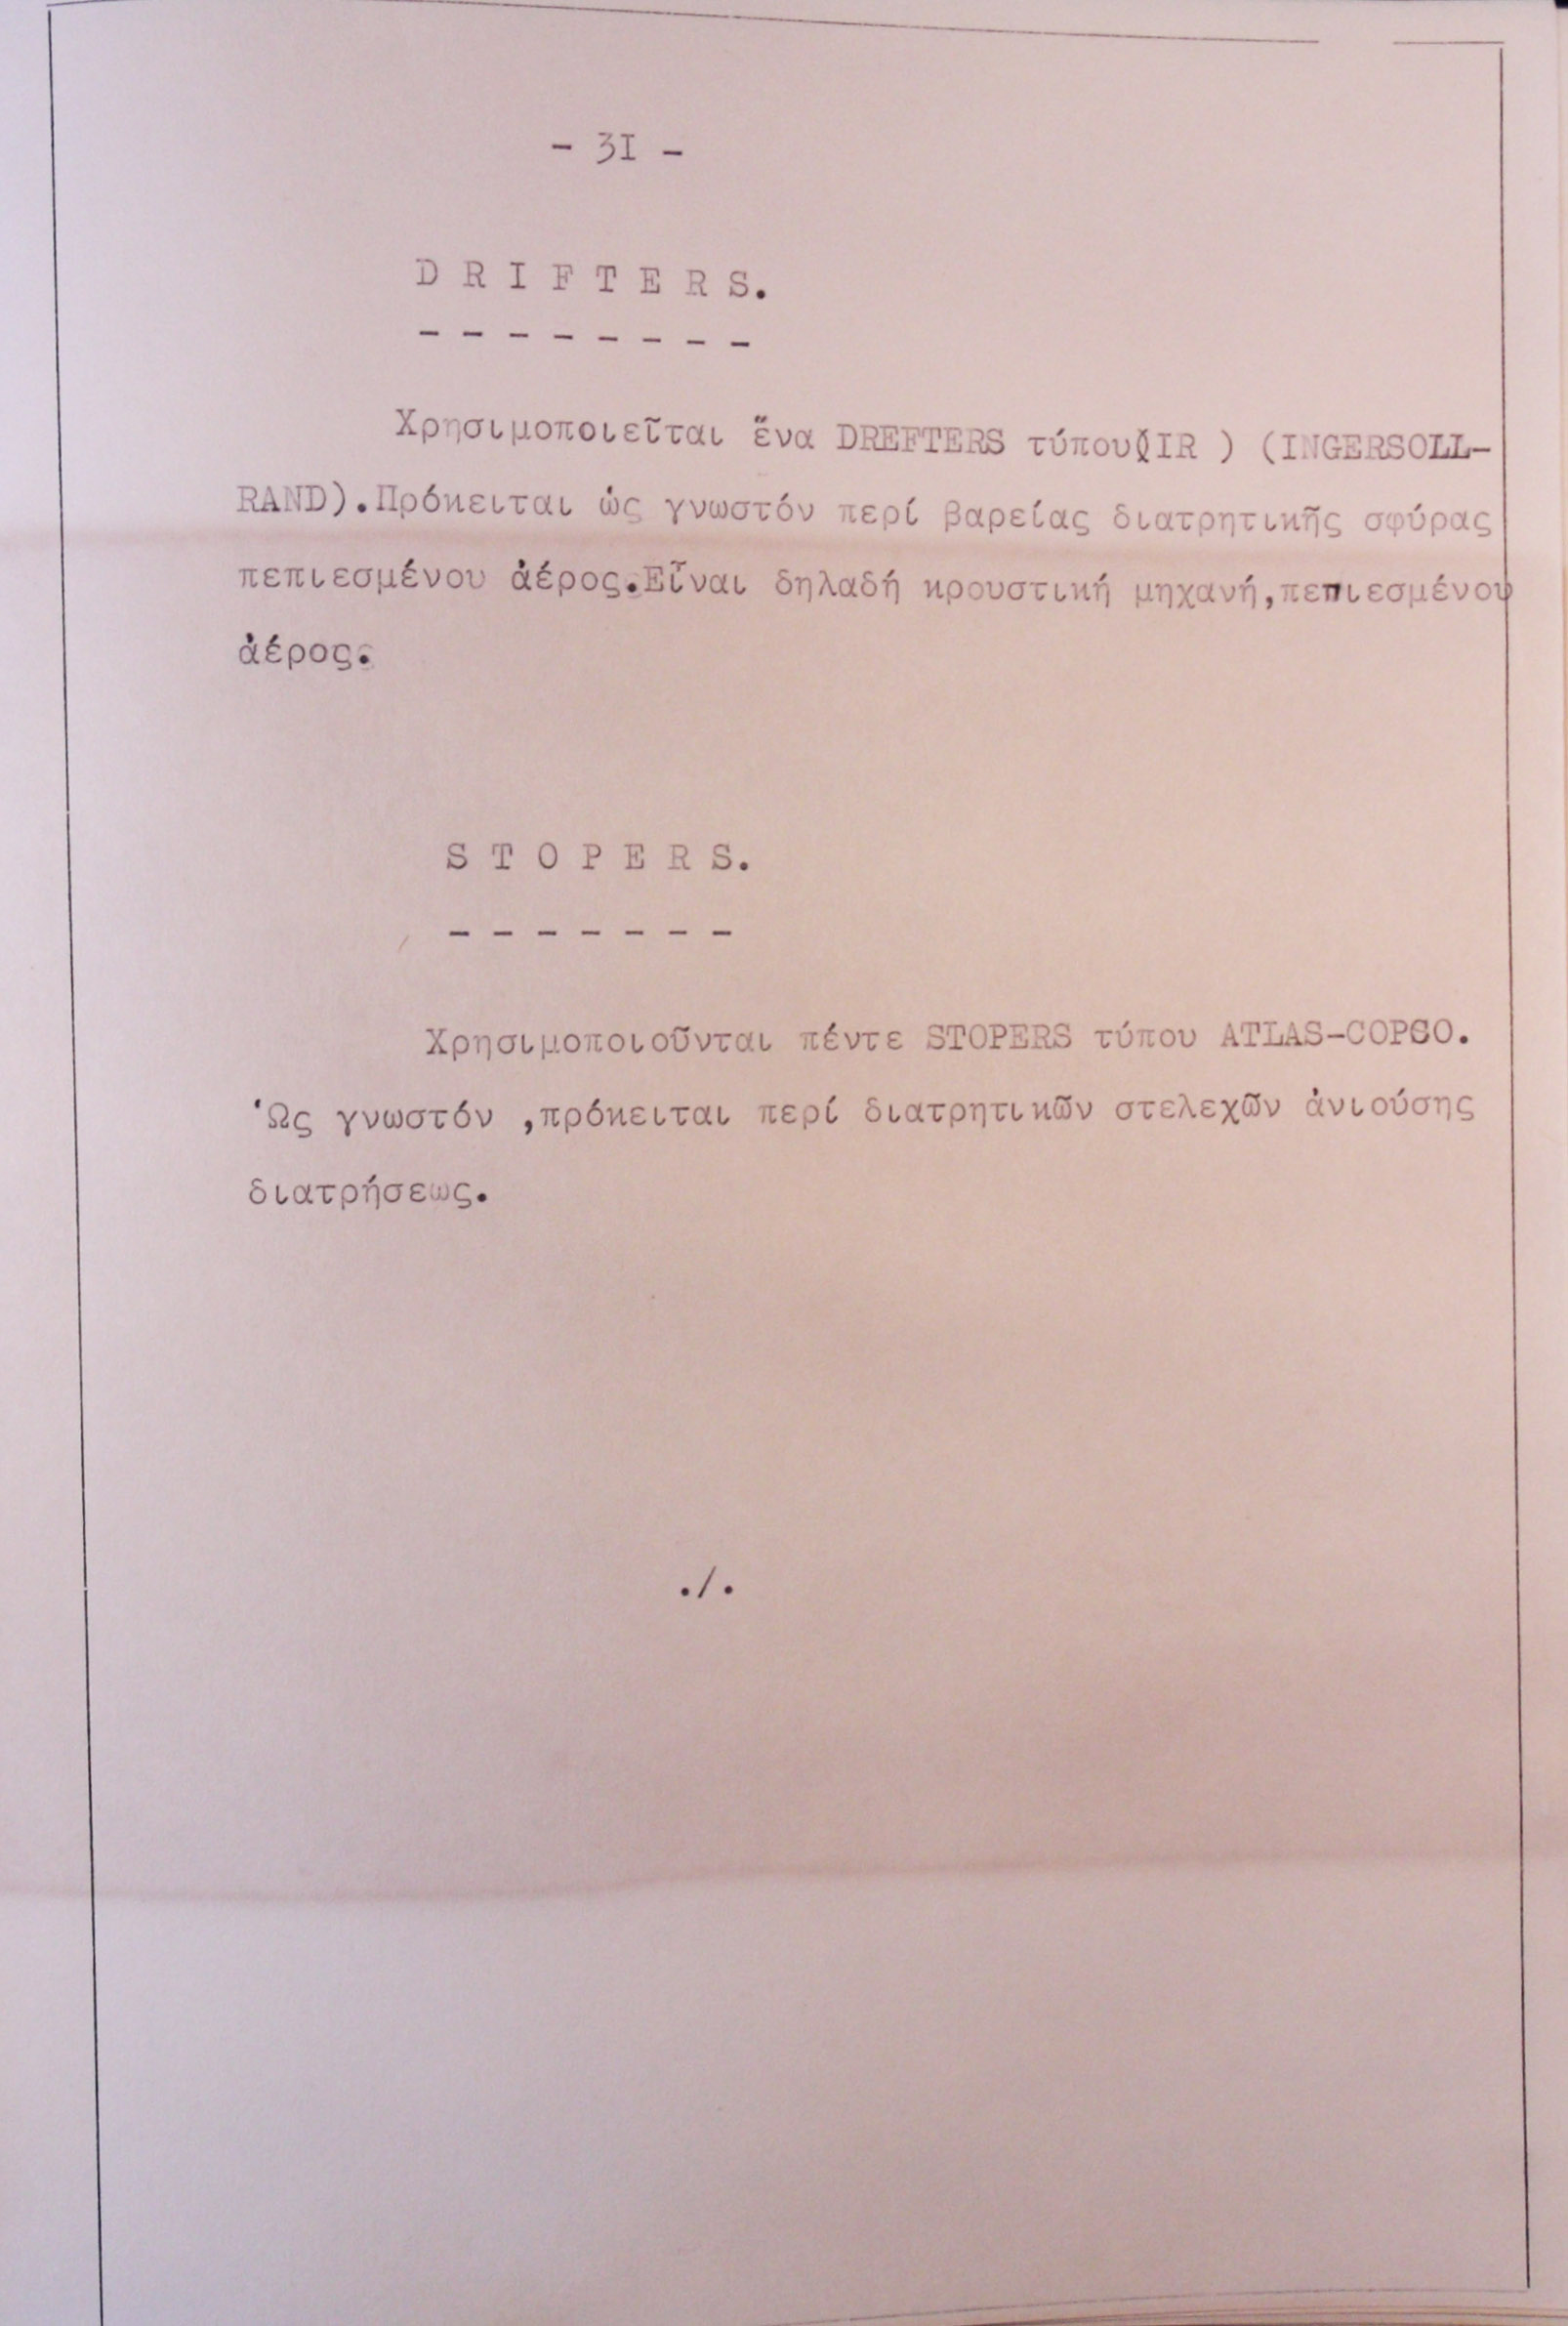 - 3I -
D R I F T E R S.
- - - - - - - -
Χρησιμοποιεῖται ἕνα DREFTERS τύπου(IR ) (INGERSOLL-
RAND).Πρόκειται ὡς γνωστόν περί βαρείας διατρητικῆς σφύρας
πεπιεσμένου ἀέρος.Εἶναι δηλαδή κρουστική μηχανή,πεπιεσμένου
ἀέρος.
S T O P E R S.
- - - - - - -
Χρησιμοποιοῦνται πέντε STOPERS τύπου ATLAS-COPCO.
Ὡς γνωστόν ,πρόκειται περί διατρητικῶν στελεχῶν ἀνιούσης
διατρήσεως.
./.